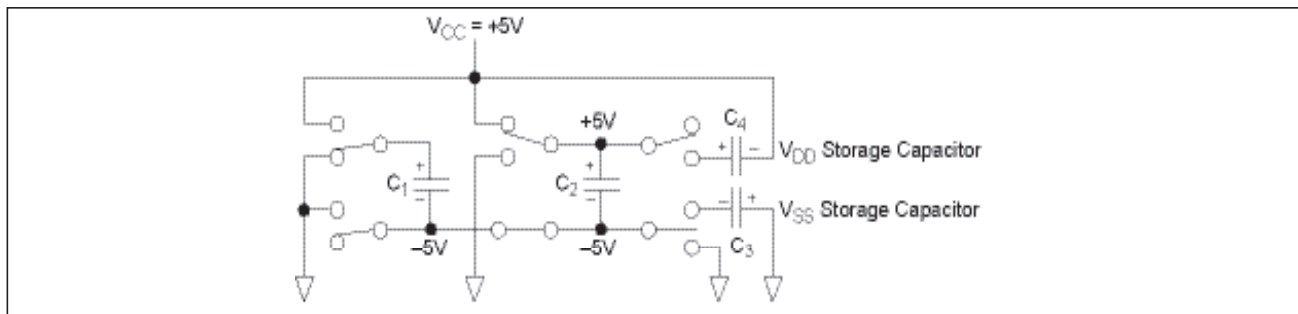 V_CC = +5V
+5V
C_4
+ −
V_DD Storage Capacitor
+
C_1
−
+
C_2
−
− +
V_SS Storage Capacitor
C_3
–5V
–5V